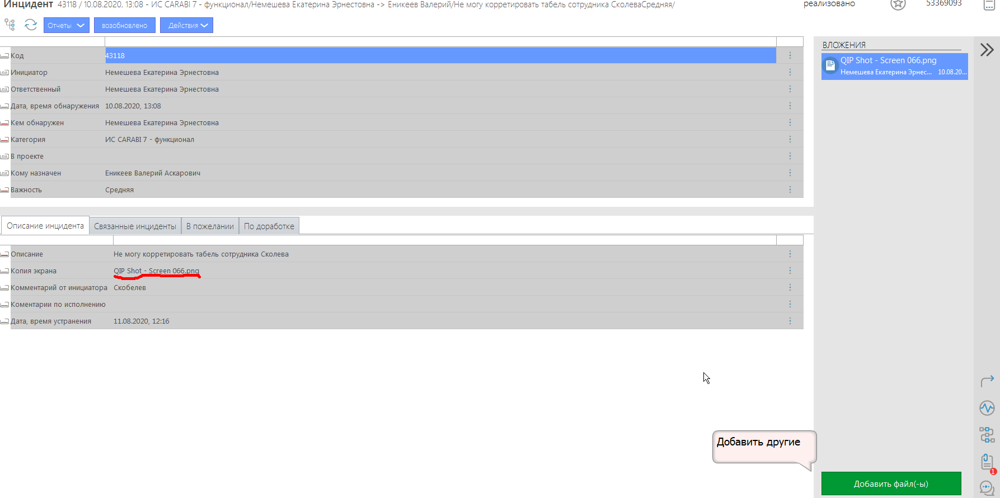 Инцидент 43118 / 10.08.2020, 13:08 - ИС CARABI 7 - функционал/Немешева Екатерина Эрнестовна -> Еникеев Валерий/Не могу корретировать табель сотрудника СколеваСредняя/
реализовано
53369093
Отчеты
возобновлено
Действия
ВЛОЖЕНИЯ
QIP Shot - Screen 066.png
Немешева Екатерина Эрнес... 10.08.20...
Код 43118
Инициатор Немешева Екатерина Эрнестовна
Ответственный Немешева Екатерина Эрнестовна
Дата, время обнаружения 10.08.2020, 13:08
Кем обнаружен Немешева Екатерина Эрнестовна
Категория ИС CARABI 7 - функционал
В проекте
Кому назначен Еникеев Валерий Аскарович
Важность Средняя
Описание инцидента Связанные инциденты В пожелании По доработке
Описание Не могу корретировать табель сотрудника Сколева
Копия экрана QIP Shot - Screen 066.png
Комментарий от инициатора Скобелев
Коментарии по исполнению
Дата, время устранения 11.08.2020, 12:16
Добавить другие
1
Добавить файл(-ы)